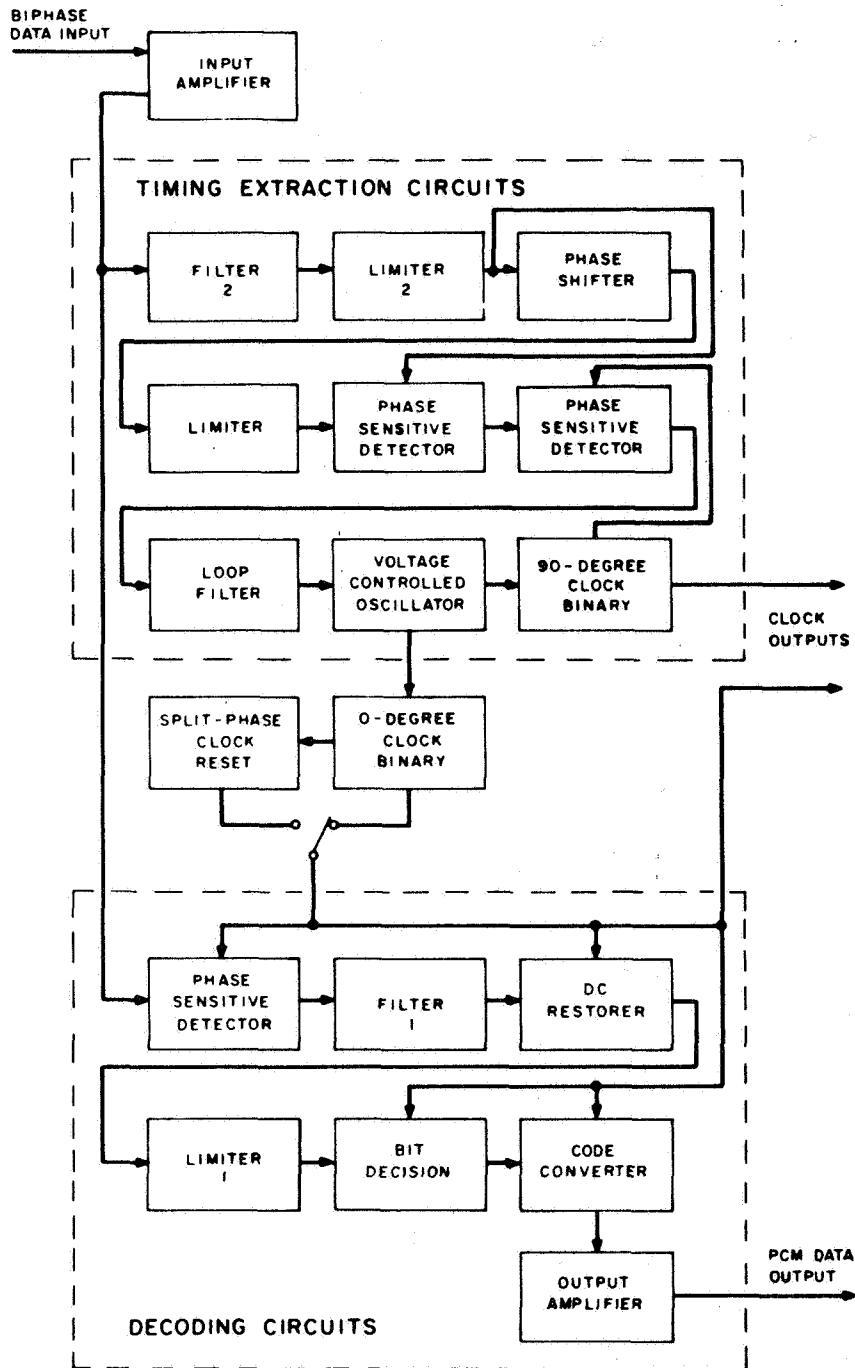 BIPHASE
DATA INPUT
INPUT
AMPLIFIER
TIMING EXTRACTION CIRCUITS
FILTER
2
LIMITER
2
PHASE
SHIFTER
LIMITER
PHASE
SENSITIVE
DETECTOR
PHASE
SENSITIVE
DETECTOR
LOOP
FILTER
VOLTAGE
CONTROLLED
OSCILLATOR
90-DEGREE
CLOCK
BINARY
CLOCK
OUTPUTS
SPLIT-PHASE
CLOCK
RESET
0-DEGREE
CLOCK
BINARY
PHASE
SENSITIVE
DETECTOR
FILTER
1
DC
RESTORER
LIMITER
1
BIT
DECISION
CODE
CONVERTER
OUTPUT
AMPLIFIER
PCM DATA
OUTPUT
DECODING CIRCUITS